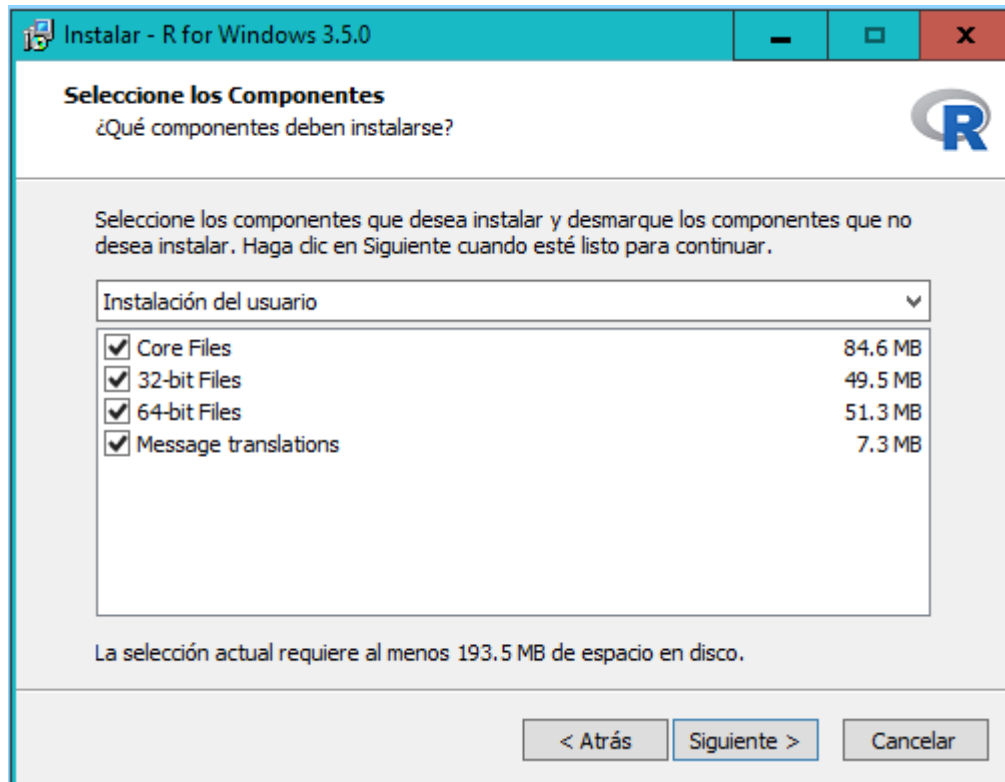 Instalar - R for Windows 3.5.0
Seleccione los Componentes
¿Qué componentes deben instalarse?
R
Seleccione los componentes que desea instalar y desmarque los componentes que no
desea instalar. Haga clic en Siguiente cuando esté listo para continuar.
Instalación del usuario
Core Files 84.6 MB
32-bit Files 49.5 MB
64-bit Files 51.3 MB
Message translations 7.3 MB
La selección actual requiere al menos 193.5 MB de espacio en disco.
< Atrás Siguiente > Cancelar